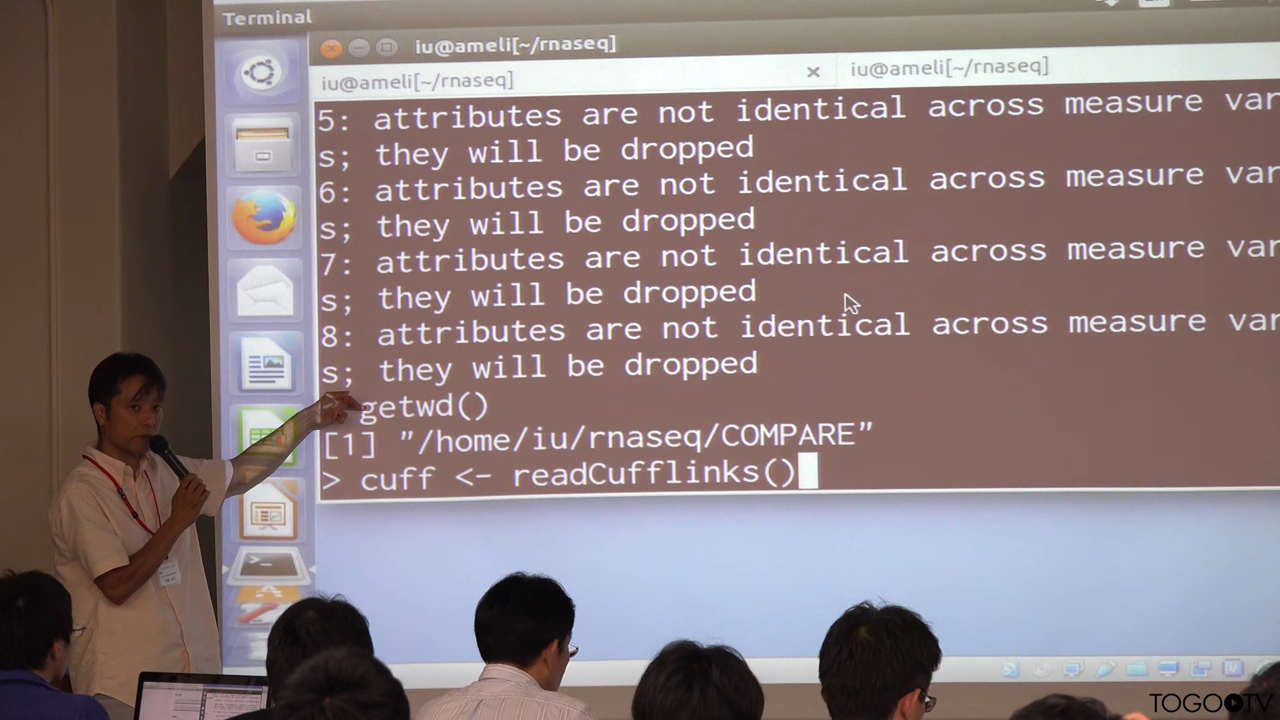 Terminal
iu@ameli[~/rnaseq]
iu@ameli[~/rnaseq] × iu@ameli[~/rnaseq]
5: attributes are not identical across measure var
s; they will be dropped
6: attributes are not identical across measure var
s; they will be dropped
7: attributes are not identical across measure var
s; they will be dropped
8: attributes are not identical across measure var
s; they will be dropped
getwd()
[1] "/home/iu/rnaseq/COMPARE"
> cuff <- readCufflinks()
TOGOTV